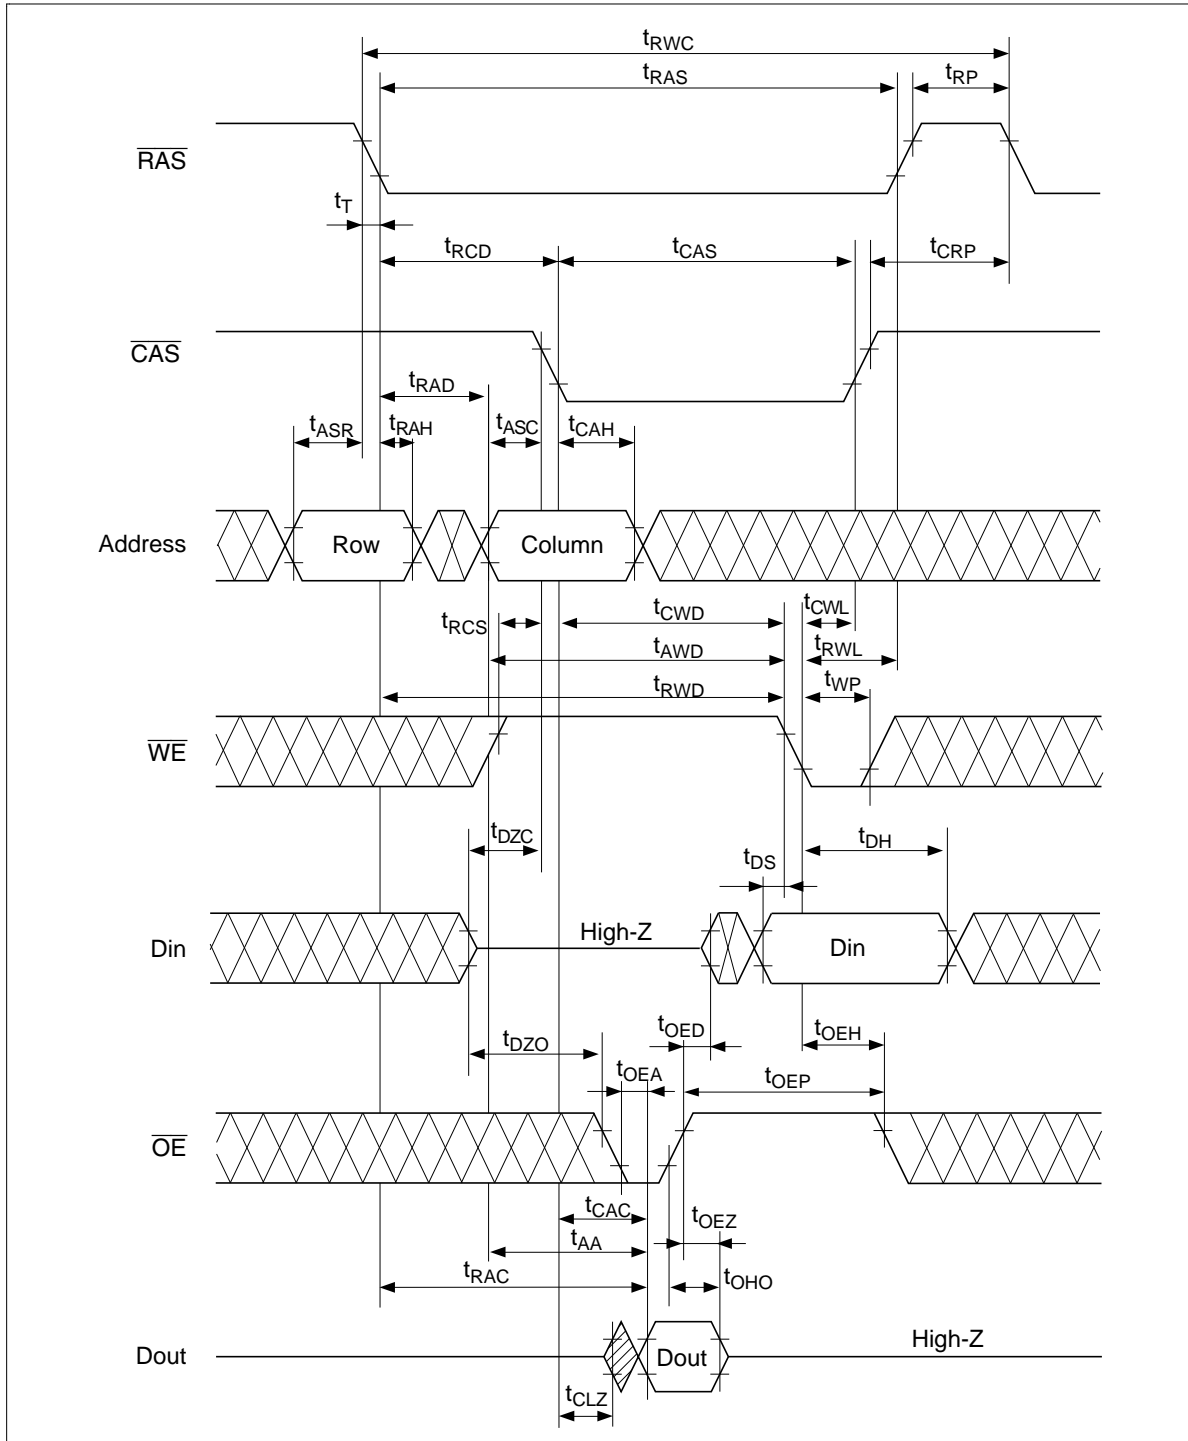 tRWC
tRAS
tRP
RAS
tT
tRCD
tCAS
tCRP
CAS
tRAD
tASR
tRAH
tASC
tCAH
Address
Row
Column
tRCS
tCWD
tCWL
tAWD
tRWL
tRWD
tWP
WE
tDZC
tDS
tDH
Din
High-Z
Din
tDZO
tOED
tOEH
tOEA
tOEP
OE
tCAC
tOEZ
tAA
tRAC
tOHO
Dout
Dout
High-Z
tCLZ